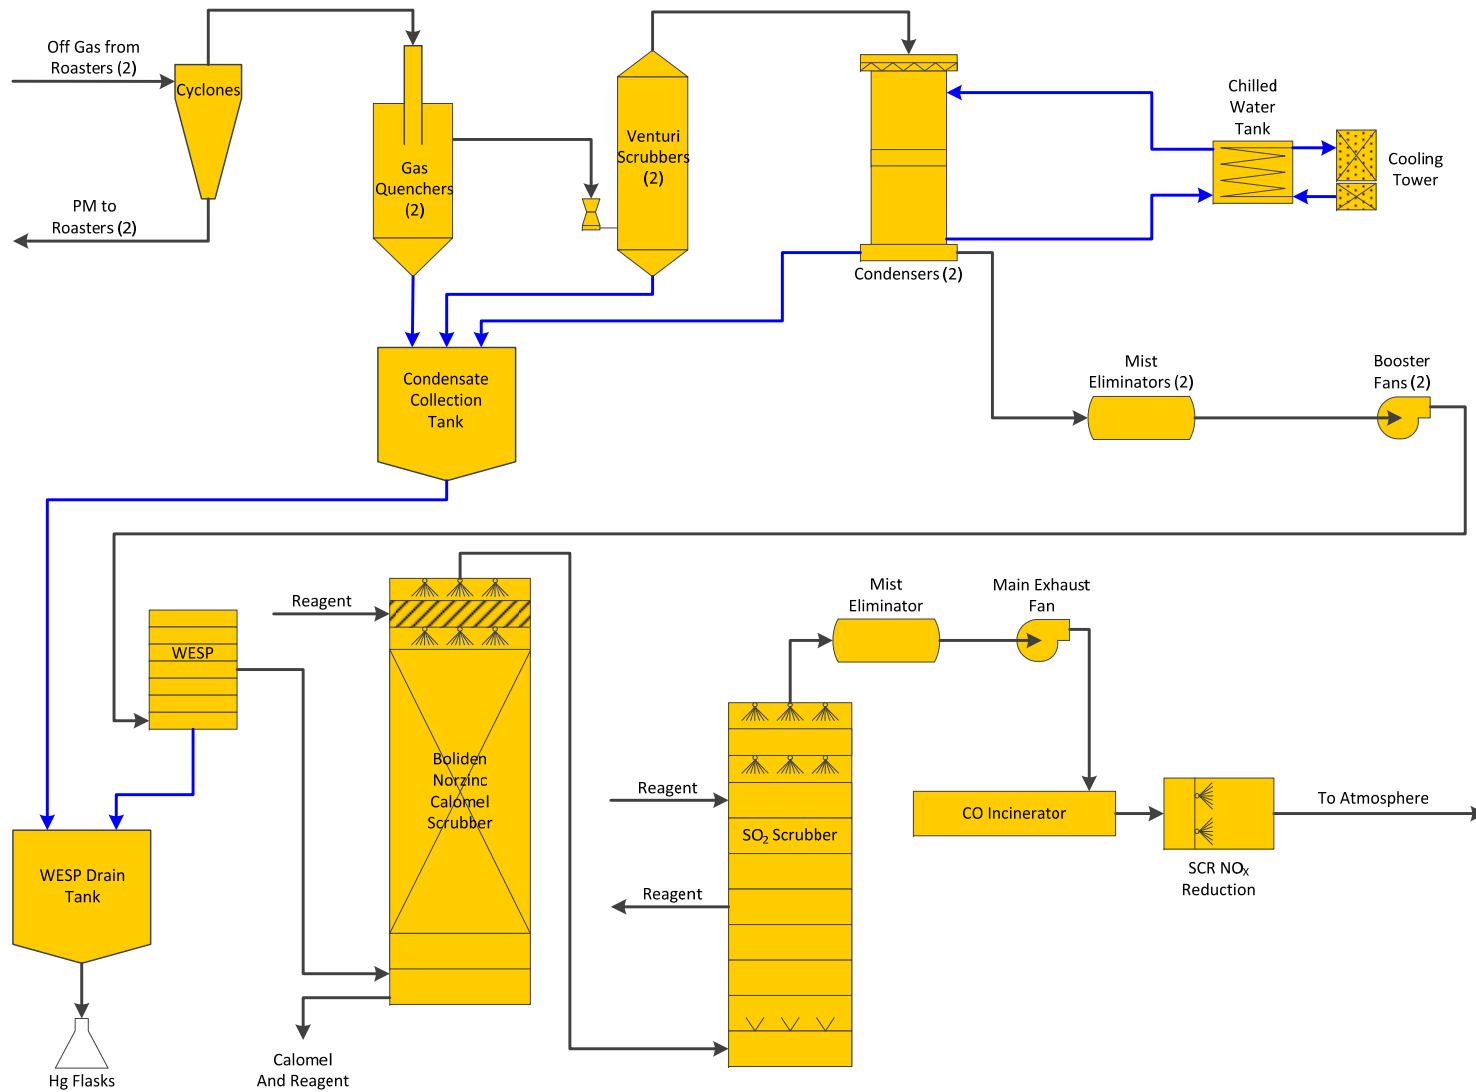 Off Gas from
Roasters (2)
Cyclones
PM to
Roasters (2)
Gas
Quenchers
(2)
Venturi
Scrubbers
(2)
Condensers (2)
Chilled
Water
Tank
Cooling
Tower
Condensate
Collection
Tank
Mist
Eliminators (2)
Booster
Fans (2)
WESP
Reagent
Boliden
Norzinc
Calomel
Scrubber
Calomel
And Reagent
WESP Drain
Tank
Hg Flasks
Mist
Eliminator
Main Exhaust
Fan
Reagent
SO₂ Scrubber
Reagent
CO Incinerator
SCR NOₓ
Reduction
To Atmosphere